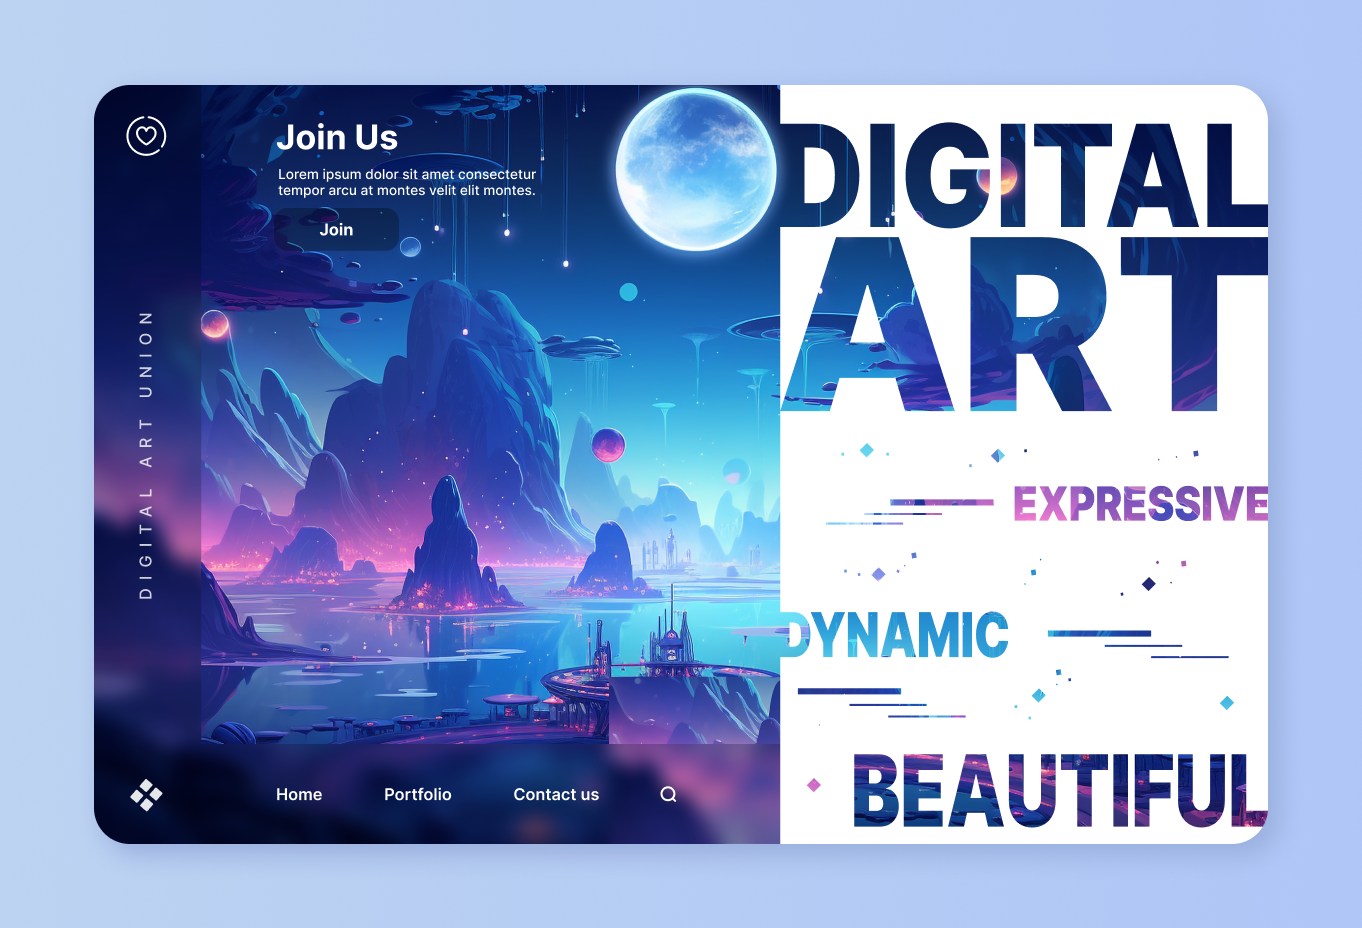 Join Us
Lorem ipsum dolor sit amet consectetur
tempor arcu at montes velit elit montes.
Join
DIGITAL ART UNION
Home
Portfolio
Contact us
DIGITAL
ART
EXPRESSIVE
DYNAMIC
BEAUTIFUL